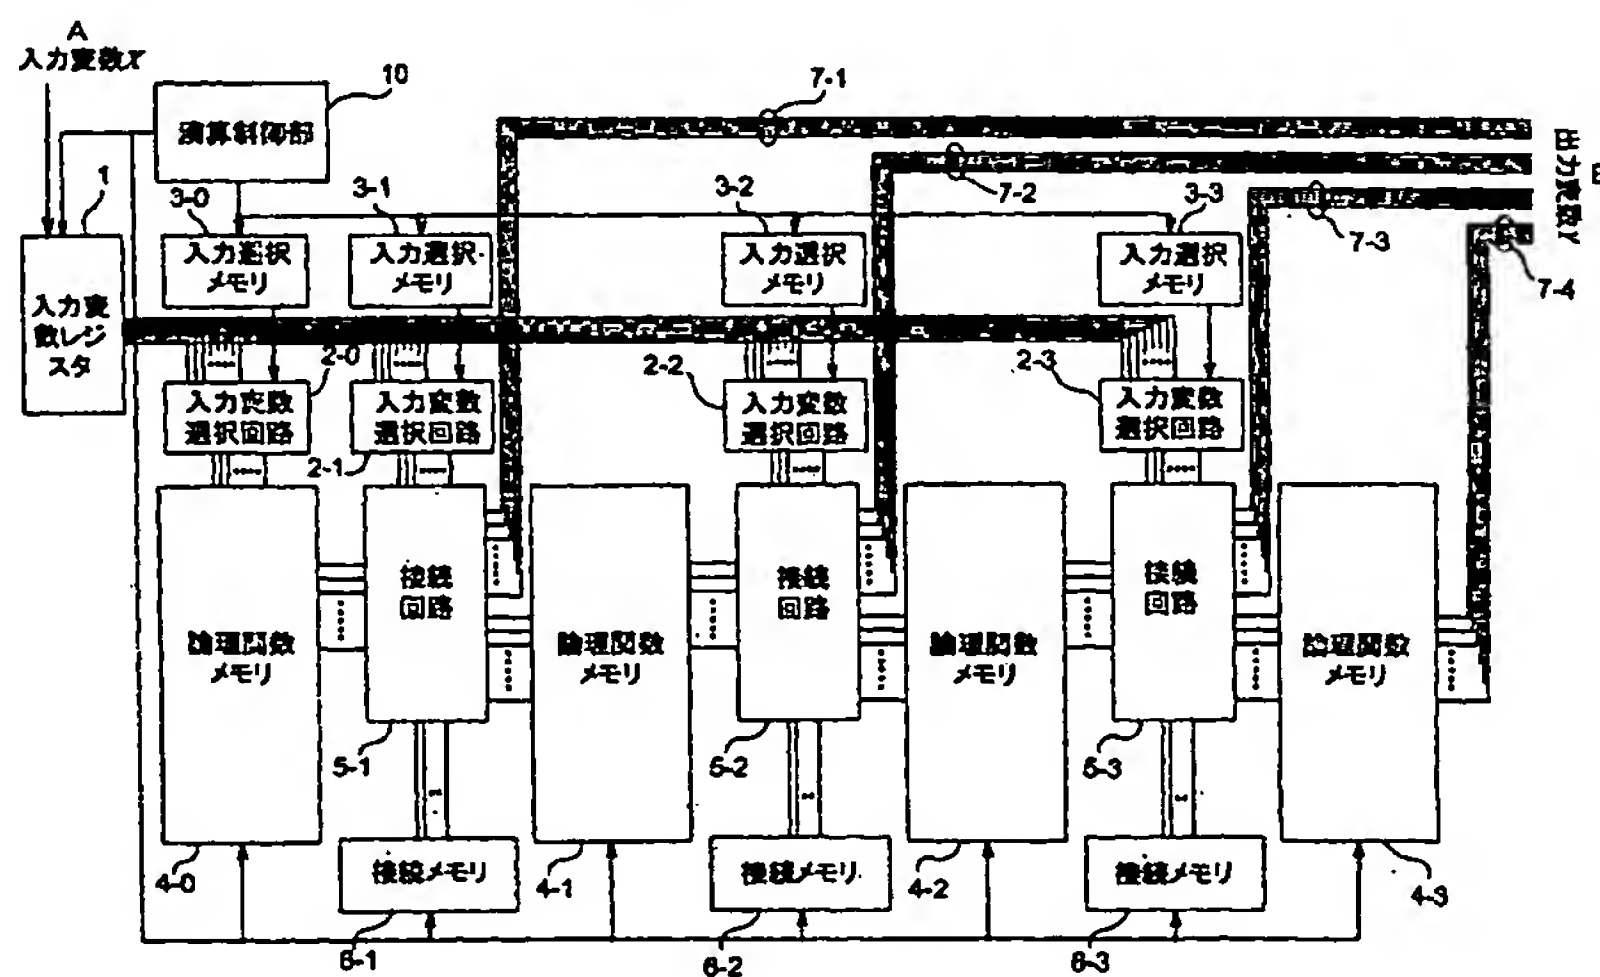 A
入力変数X
10
演算制御部
7-1
7-2
7-3
7-4
出力変数Y
1
入力変
数レジ
スタ
3-0
入力選択
メモリ
3-1
入力選択
メモリ
3-2
入力選択
メモリ
3-3
入力選択
メモリ
2-0
入力変数
選択回路
2-1
入力変数
選択回路
2-2
入力変数
選択回路
2-3
入力変数
選択回路
論理関数
メモリ
4-0
接続
回路
5-1
論理関数
メモリ
4-1
接続
回路
5-2
論理関数
メモリ
4-2
接続
回路
5-3
論理関数
メモリ
4-3
接続メモリ
6-1
接続メモリ
6-2
接続メモリ
6-3